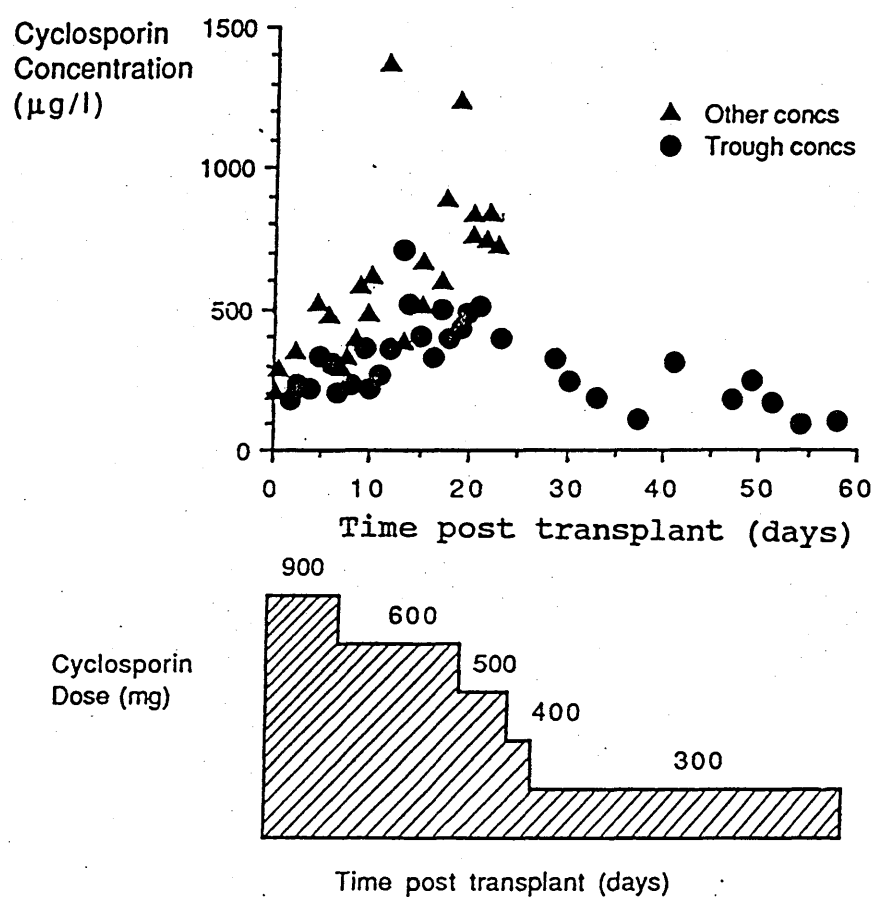 Cyclosporin
Concentration
(μg/l)
1500
1000
500
0
▲ Other concs
● Trough concs
0 10 20 30 40 50 60
Time post transplant (days)
900
600
500
400
300
Cyclosporin
Dose (mg)
Time post transplant (days)